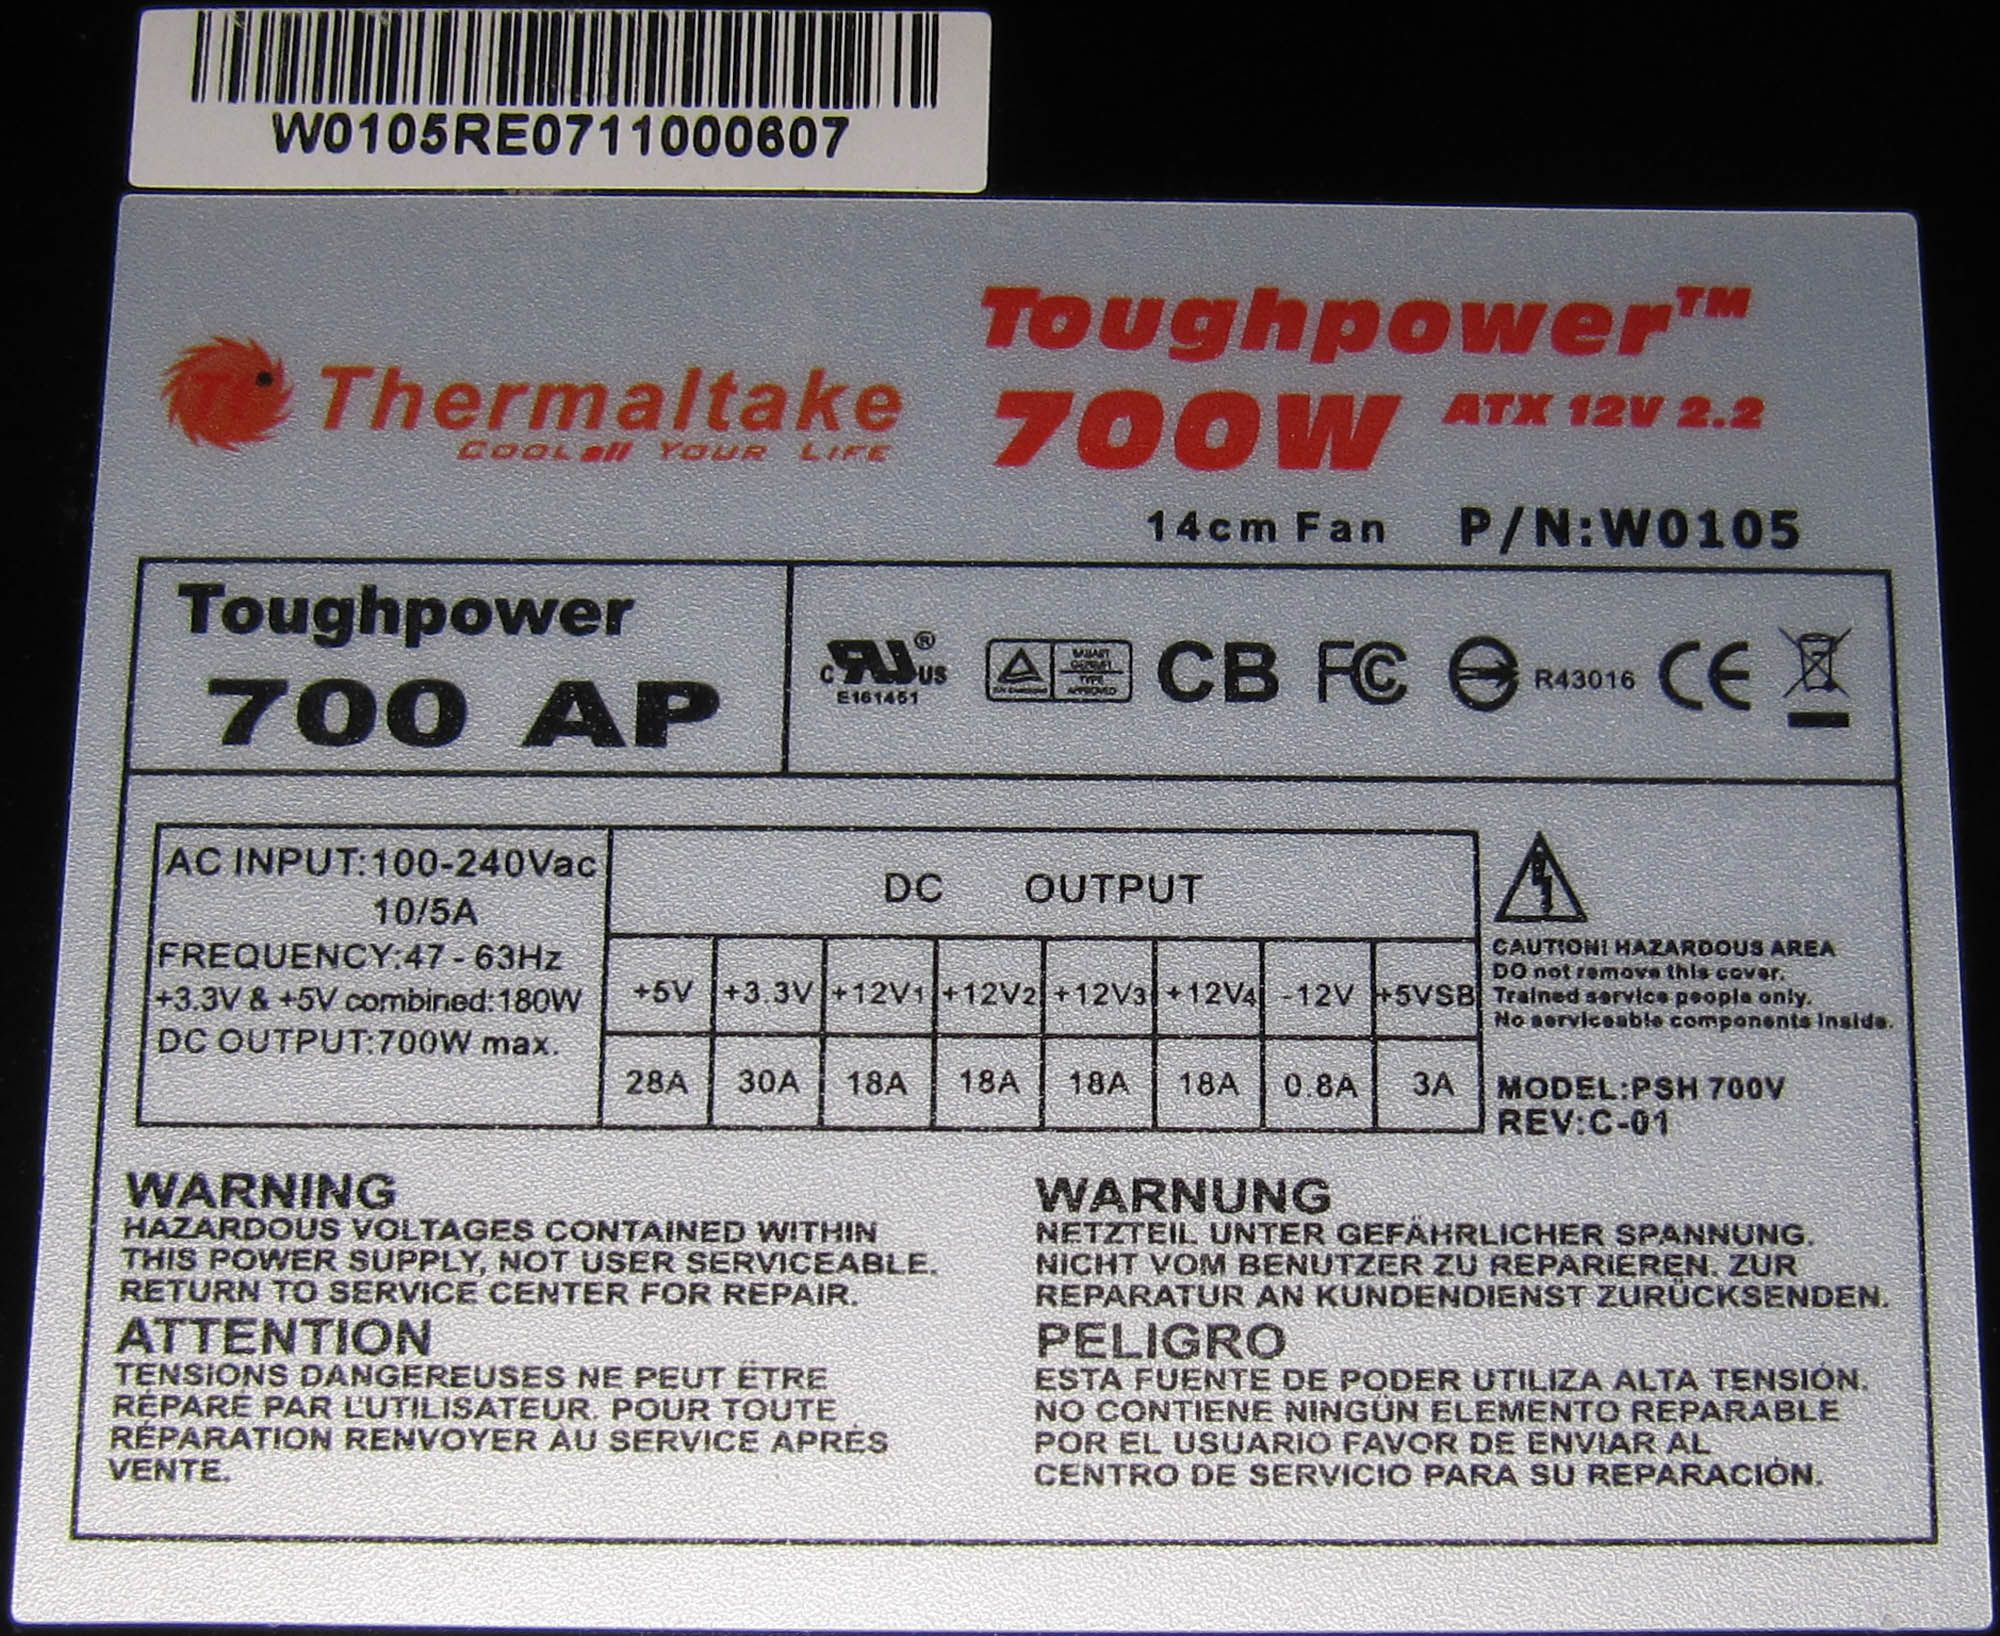 W0105RE0711000607
Toughpower™
Thermaltake
COOL all YOUR LIFE
700W ATX 12V 2.2
14cm Fan P/N:W0105
Toughpower
700 AP
C RU US ®
E161451
CB FC R43016 CE
TYPE
APPROVED
AC INPUT:100-240Vac
10/5A
FREQUENCY:47 - 63Hz
+3.3V & +5V combined:180W
DC OUTPUT:700W max.
DC OUTPUT
+5V +3.3V +12V1 +12V2 +12V3 +12V4 -12V +5VSB
28A 30A 18A 18A 18A 18A 0.8A 3A
CAUTION! HAZARDOUS AREA
DO not remove this cover.
Trained service people only.
No serviceable components inside.
MODEL:PSH 700V
REV:C-01
WARNING
HAZARDOUS VOLTAGES CONTAINED WITHIN
THIS POWER SUPPLY, NOT USER SERVICEABLE.
RETURN TO SERVICE CENTER FOR REPAIR.
ATTENTION
TENSIONS DANGEREUSES NE PEUT ËTRE
RÉPARÉ PAR L'UTILISATEUR. POUR TOUTE
RÉPARATION RENVOYER AU SERVICE APRÉS
VENTE.
WARNUNG
NETZTEIL UNTER GEFÄHRLICHER SPANNUNG.
NICHT VOM BENUTZER ZU REPARIEREN. ZUR
REPARATUR AN KUNDENDIENST ZURÜCKSENDEN.
PELIGRO
ESTA FUENTE DE PODER UTILIZA ALTA TENSIÓN.
NO CONTIENE NINGÚN ELEMENTO REPARABLE
POR EL USUARIO FAVOR DE ENVIAR AL
CENTRO DE SERVICIO PARA SU REPARACIÓN.